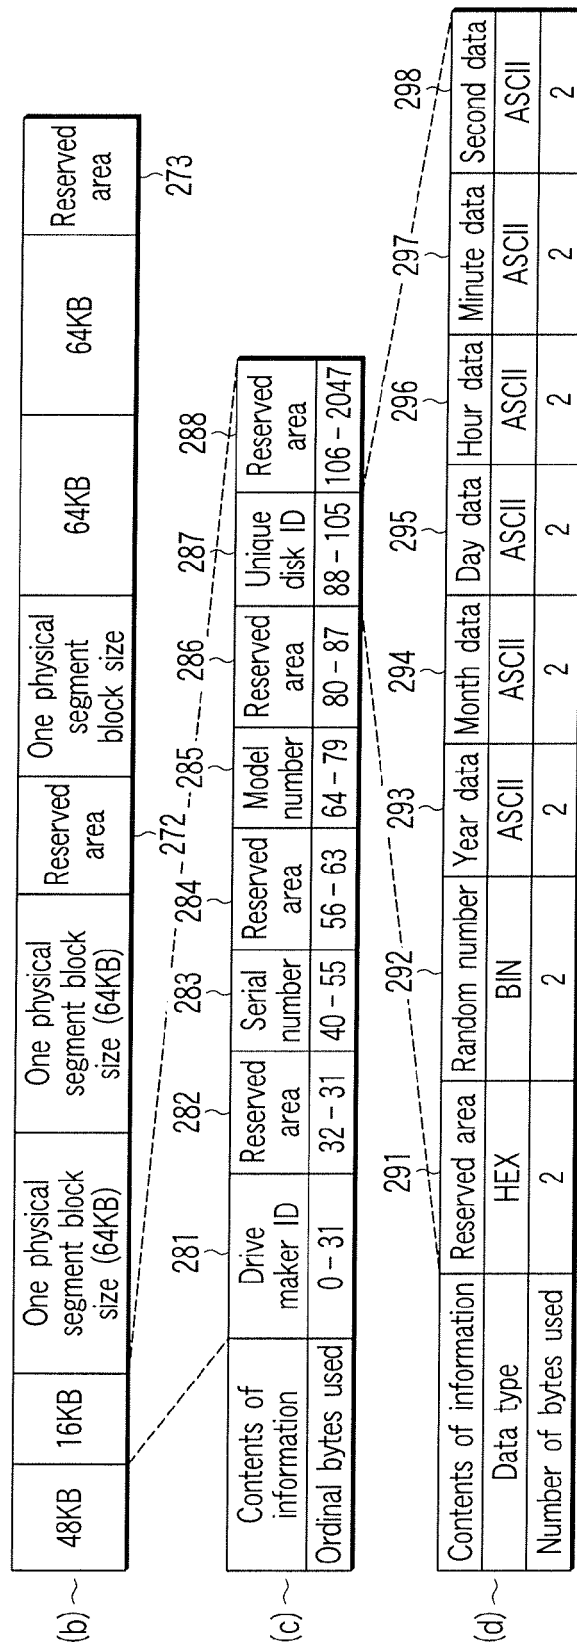 (b)
48KB
16KB
One physical
segment block
size (64KB)
One physical
segment block
size (64KB)
Reserved
area
272
One physical
segment
block size
64KB
64KB
Reserved
area
273
(c)
281
282
283
284
285
286
287
288
Contents of
information
Drive
maker ID
Reserved
area
Serial
number
Reserved
area
Model
number
Reserved
area
Unique
disk ID
Reserved
area
Ordinal bytes used
0 – 31
32 – 31
40 – 55
56 – 63
64 – 79
80 – 87
88 – 105
106 – 2047
(d)
291
292
293
294
295
296
297
298
Contents of information
Reserved area
Random number
Year data
Month data
Day data
Hour data
Minute data
Second data
Data type
HEX
BIN
ASCII
ASCII
ASCII
ASCII
ASCII
ASCII
Number of bytes used
2
2
2
2
2
2
2
2